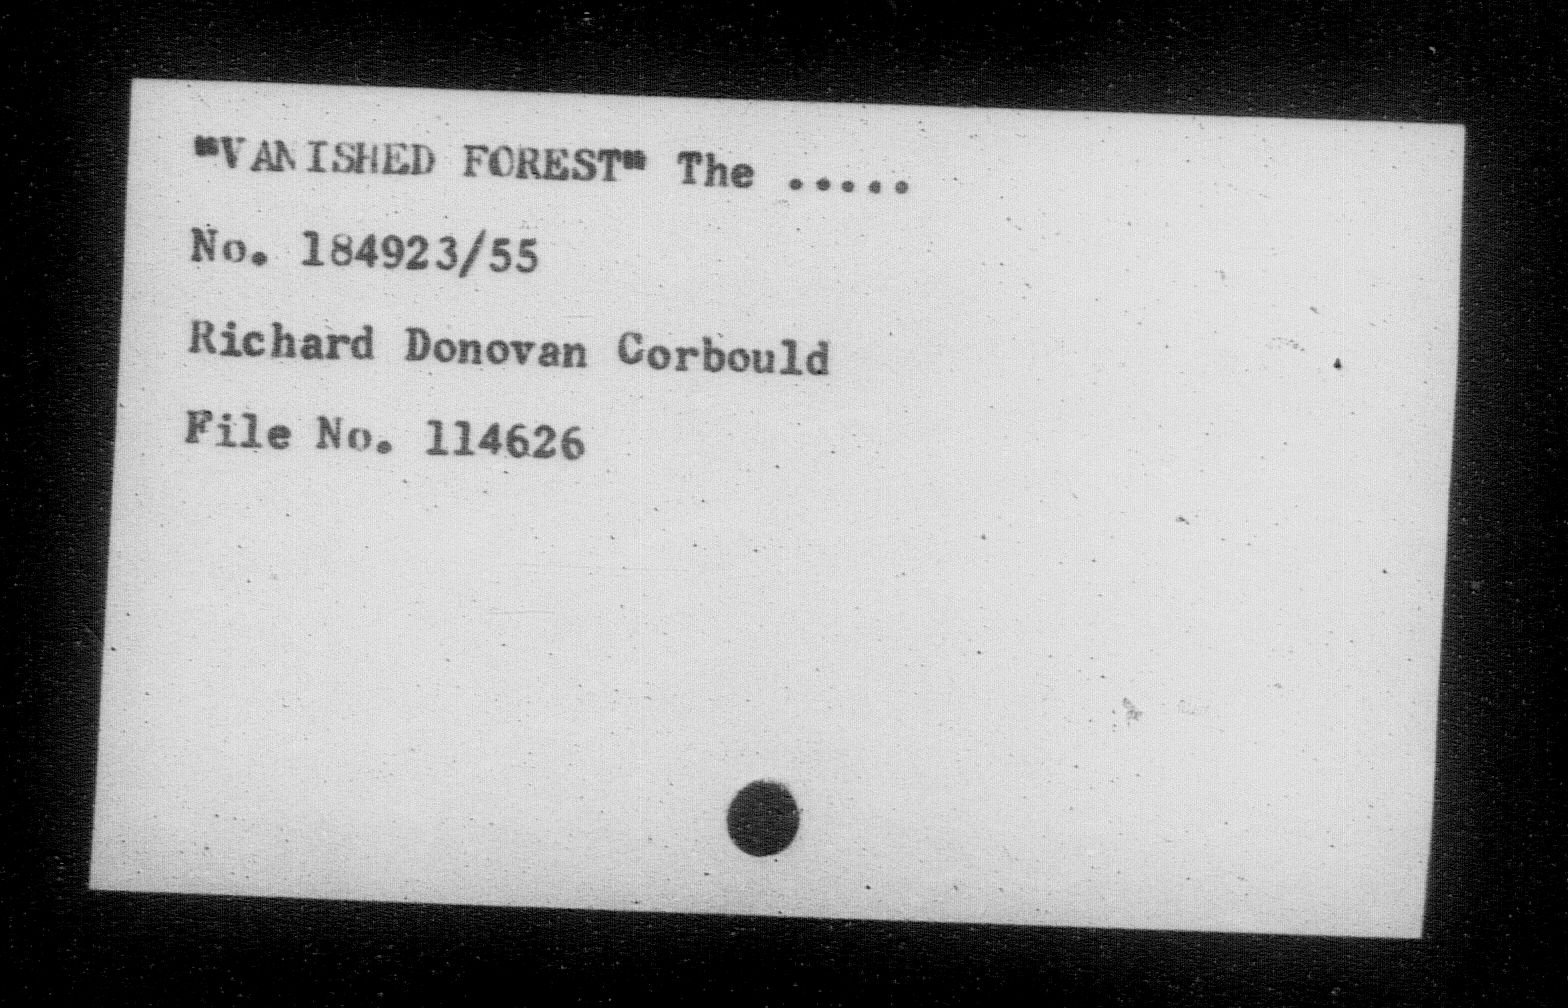 "VANISHED FOREST" The .....
No. 184923/55
Richard Donovan Corbould
File No. 114626